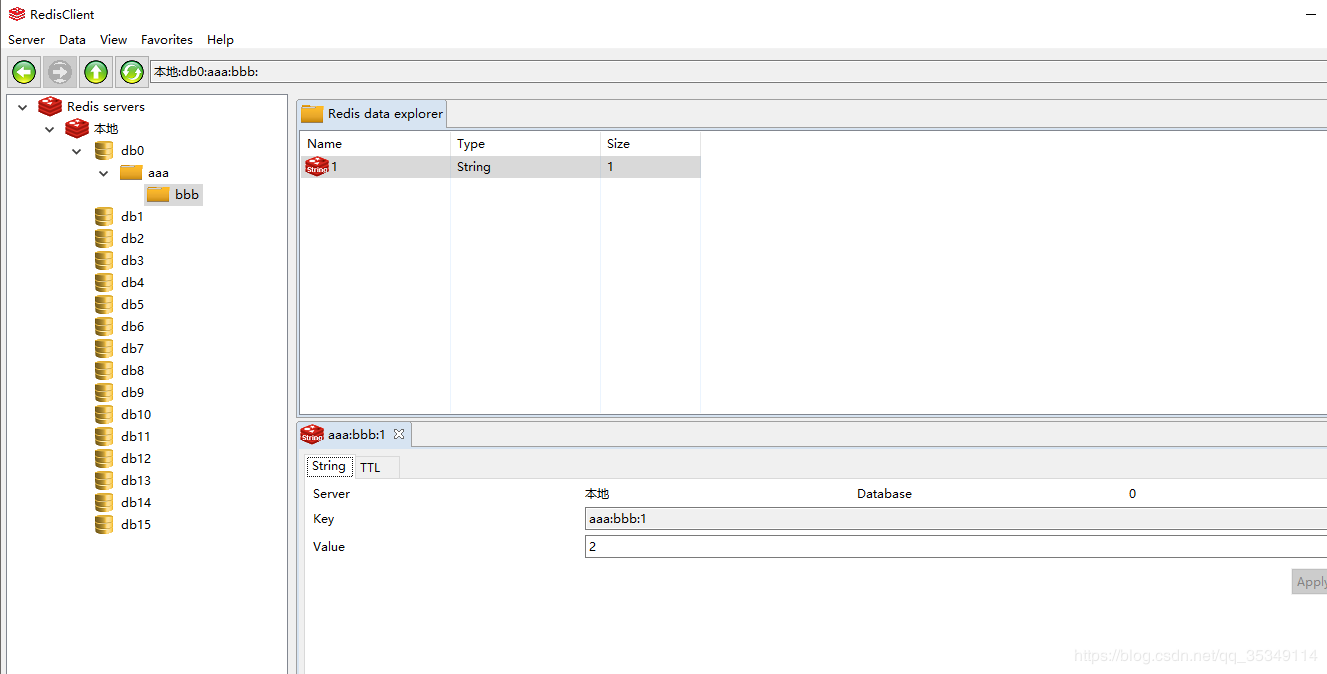 RedisClient
Server Data View Favorites Help
本地:db0:aaa:bbb:
Redis servers
本地
db0
aaa
bbb
db1
db2
db3
db4
db5
db6
db7
db8
db9
db10
db11
db12
db13
db14
db15
Redis data explorer
Name Type Size
String 1 String 1
String aaa:bbb:1
String TTL
Server 本地 Database 0
Key aaa:bbb:1
Value 2
Apply
https://blog.csdn.net/qq_35349114